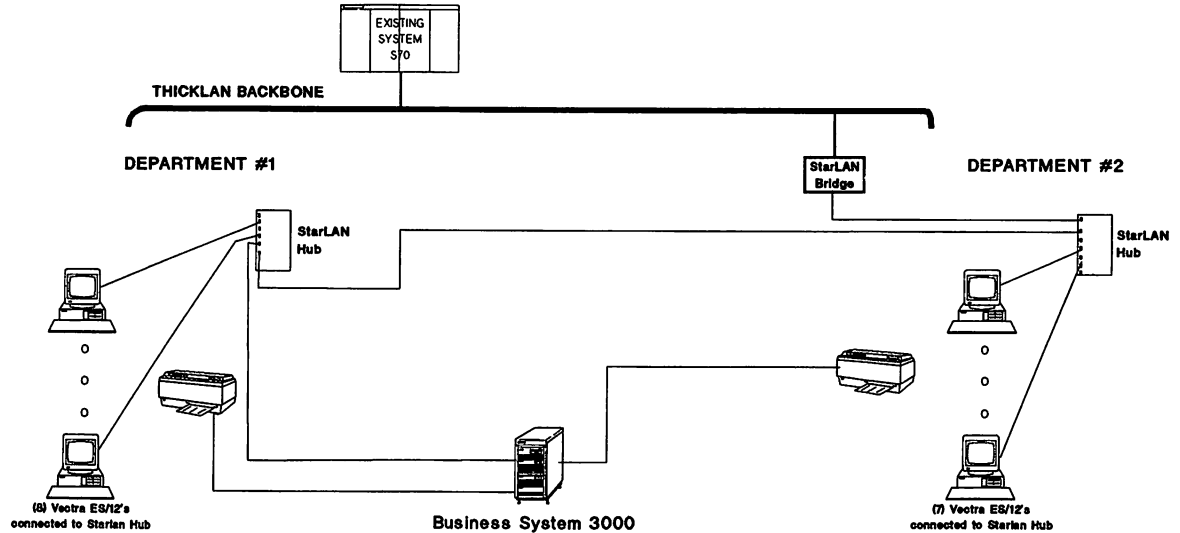 EXISTING
SYSTEM
S70
THICKLAN BACKBONE
DEPARTMENT #1
StarLAN
Bridge
DEPARTMENT #2
StarLAN
Hub
StarLAN
Hub
(8) Vectra ES/12's
connected to Starlan Hub
Business System 3000
(7) Vectra ES/12's
connected to Starlan Hub